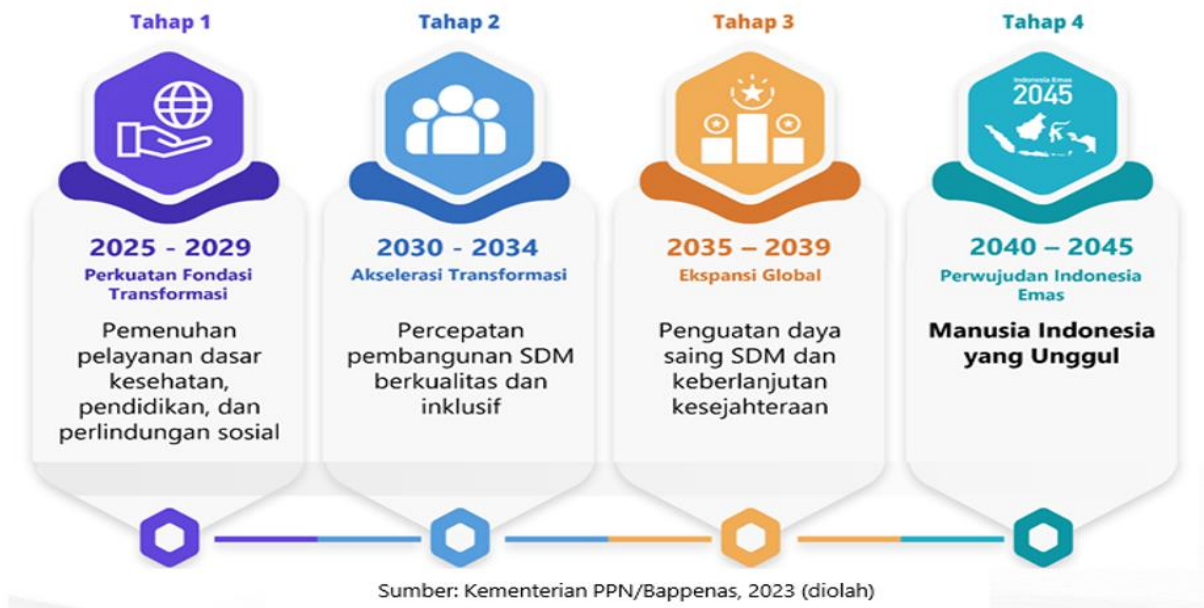 Tahap 1
Tahap 2
Tahap 3
Tahap 4
Indonesia Emas
2045
2025 - 2029
Perkuatan Fondasi
Transformasi
Pemenuhan
pelayanan dasar
kesehatan,
pendidikan, dan
perlindungan sosial
2030 - 2034
Akselerasi Transformasi
Percepatan
pembangunan SDM
berkualitas dan
inklusif
2035 – 2039
Ekspansi Global
Penguatan daya
saing SDM dan
keberlanjutan
kesejahteraan
2040 – 2045
Perwujudan Indonesia
Emas
Manusia Indonesia
yang Unggul
Sumber: Kementerian PPN/Bappenas, 2023 (diolah)